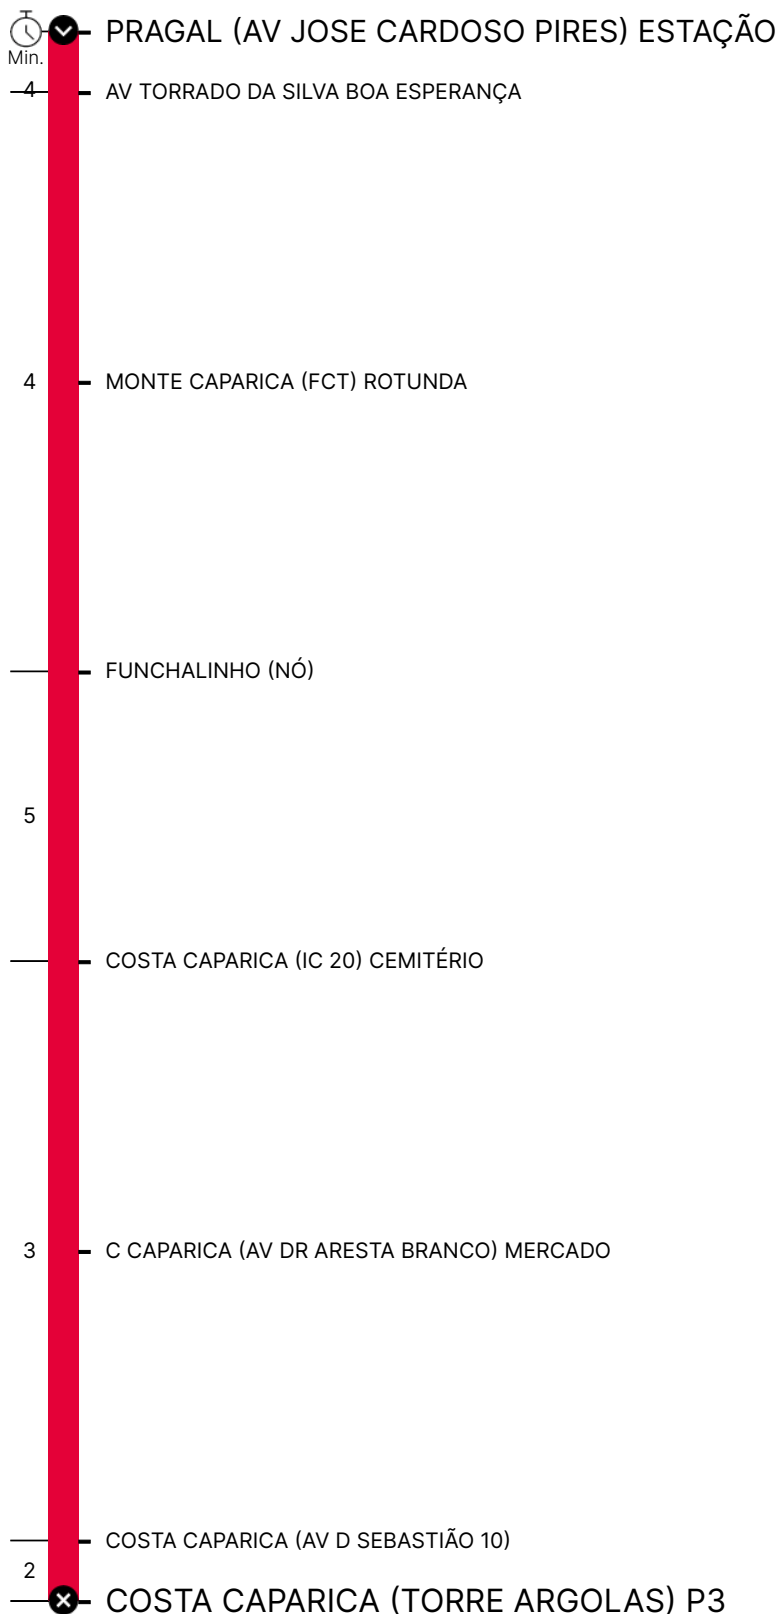 PRAGAL (AV JOSE CARDOSO PIRES) ESTAÇÃO
Min.
4 AV TORRADO DA SILVA BOA ESPERANÇA
4 MONTE CAPARICA (FCT) ROTUNDA
FUNCHALINHO (NÓ)
5
COSTA CAPARICA (IC 20) CEMITÉRIO
3 C CAPARICA (AV DR ARESTA BRANCO) MERCADO
COSTA CAPARICA (AV D SEBASTIÃO 10)
2
COSTA CAPARICA (TORRE ARGOLAS) P3